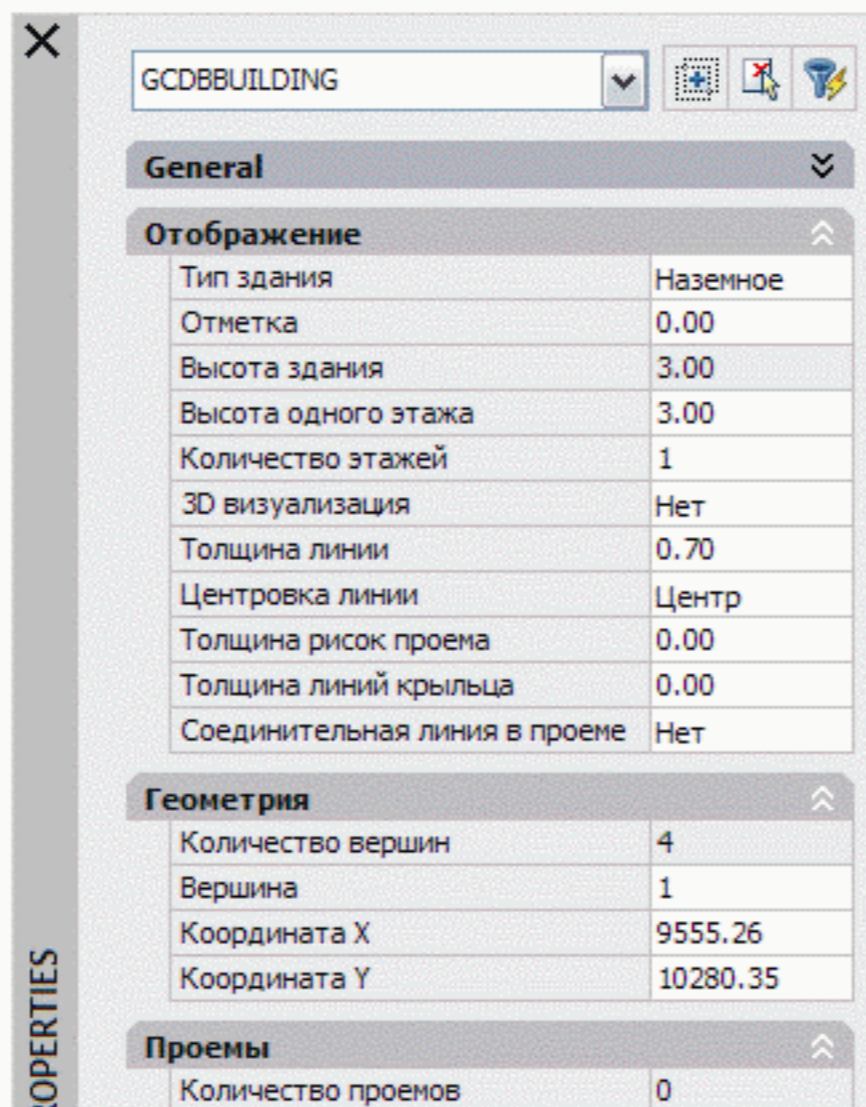 GCDBBUILDING
General
Отображение
Тип здания Наземное
Отметка 0.00
Высота здания 3.00
Высота одного этажа 3.00
Количество этажей 1
3D визуализация Нет
Толщина линии 0.70
Центровка линии Центр
Толщина рисок проема 0.00
Толщина линий крыльца 0.00
Соединительная линия в проеме Нет
Геометрия
Количество вершин 4
Вершина 1
Координата X 9555.26
Координата Y 10280.35
Проемы
Количество проемов 0
OPERTIES